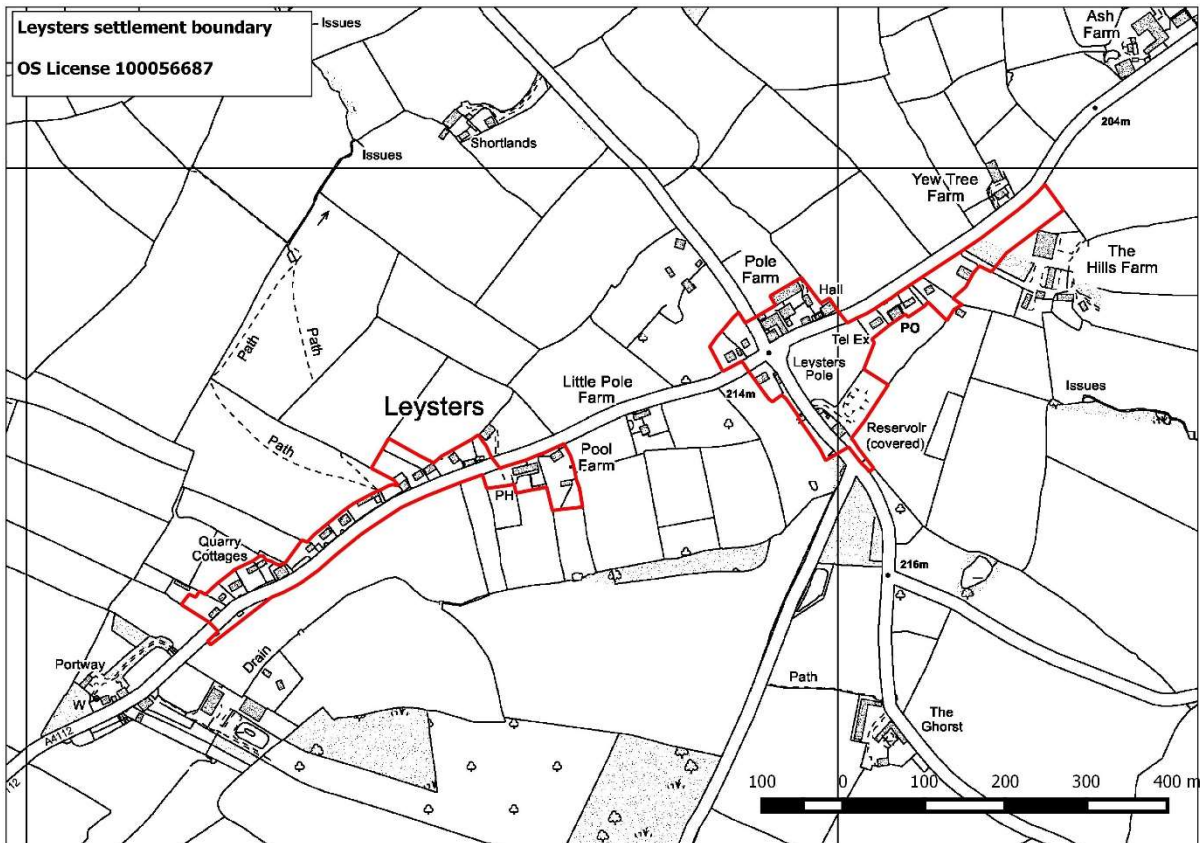 Leysters settlement boundary
OS License 100056687
Issues
Ash
Farm
204m
Shortlands
Issues
Yew Tree
Farm
The
Hills Farm
Pole
Farm
Hall
Path
Path
Tel Ex
PO
Leysters
Pole
Little Pole
Farm
214m
Issues
Leysters
Reservoir
(covered)
Path
Pool
Farm
PH
Quarry
Cottages
216m
Portway
W
Drain
Path
The
Ghorst
A4112
100 0 100 200 300 400 m